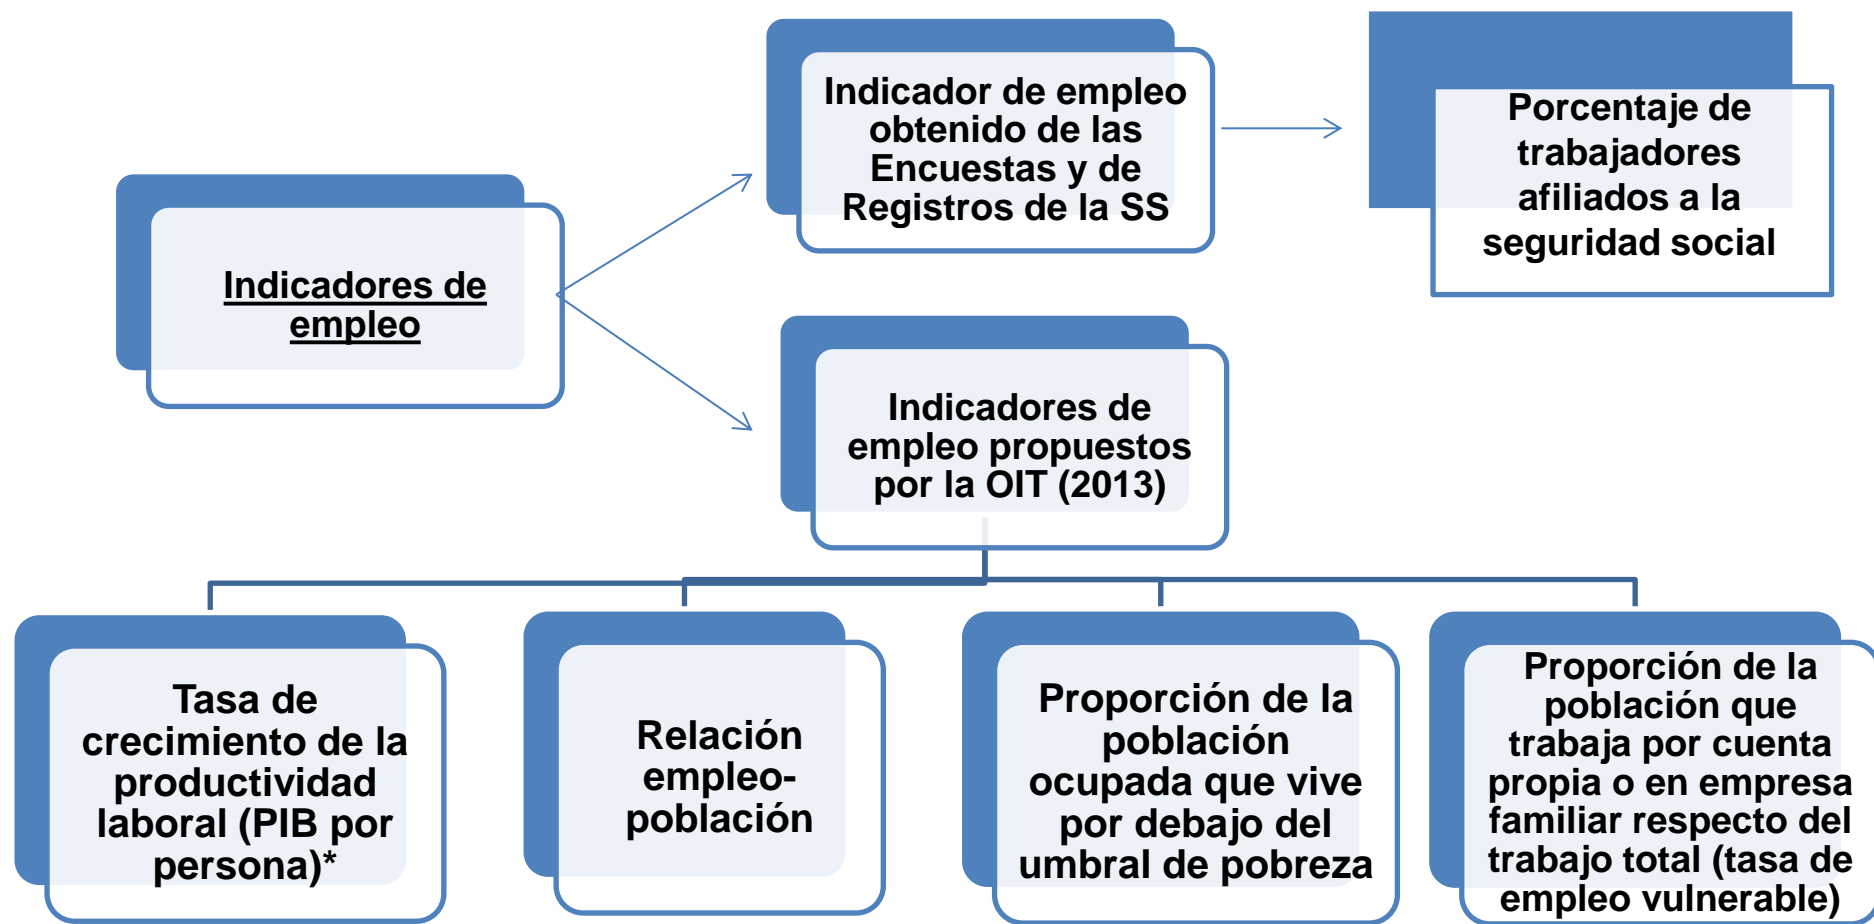 Indicador de empleo
obtenido de las
Encuestas y de
Registros de la SS
Porcentaje de
trabajadores
afiliados a la
seguridad social
Indicadores de
empleo
Indicadores de
empleo propuestos
por la OIT (2013)
Tasa de
crecimiento de la
productividad
laboral (PIB por
persona)*
Relación
empleo-
población
Proporción de la
población
ocupada que vive
por debajo del
umbral de pobreza
Proporción de la
población que
trabaja por cuenta
propia o en empresa
familiar respecto del
trabajo total (tasa de
empleo vulnerable)